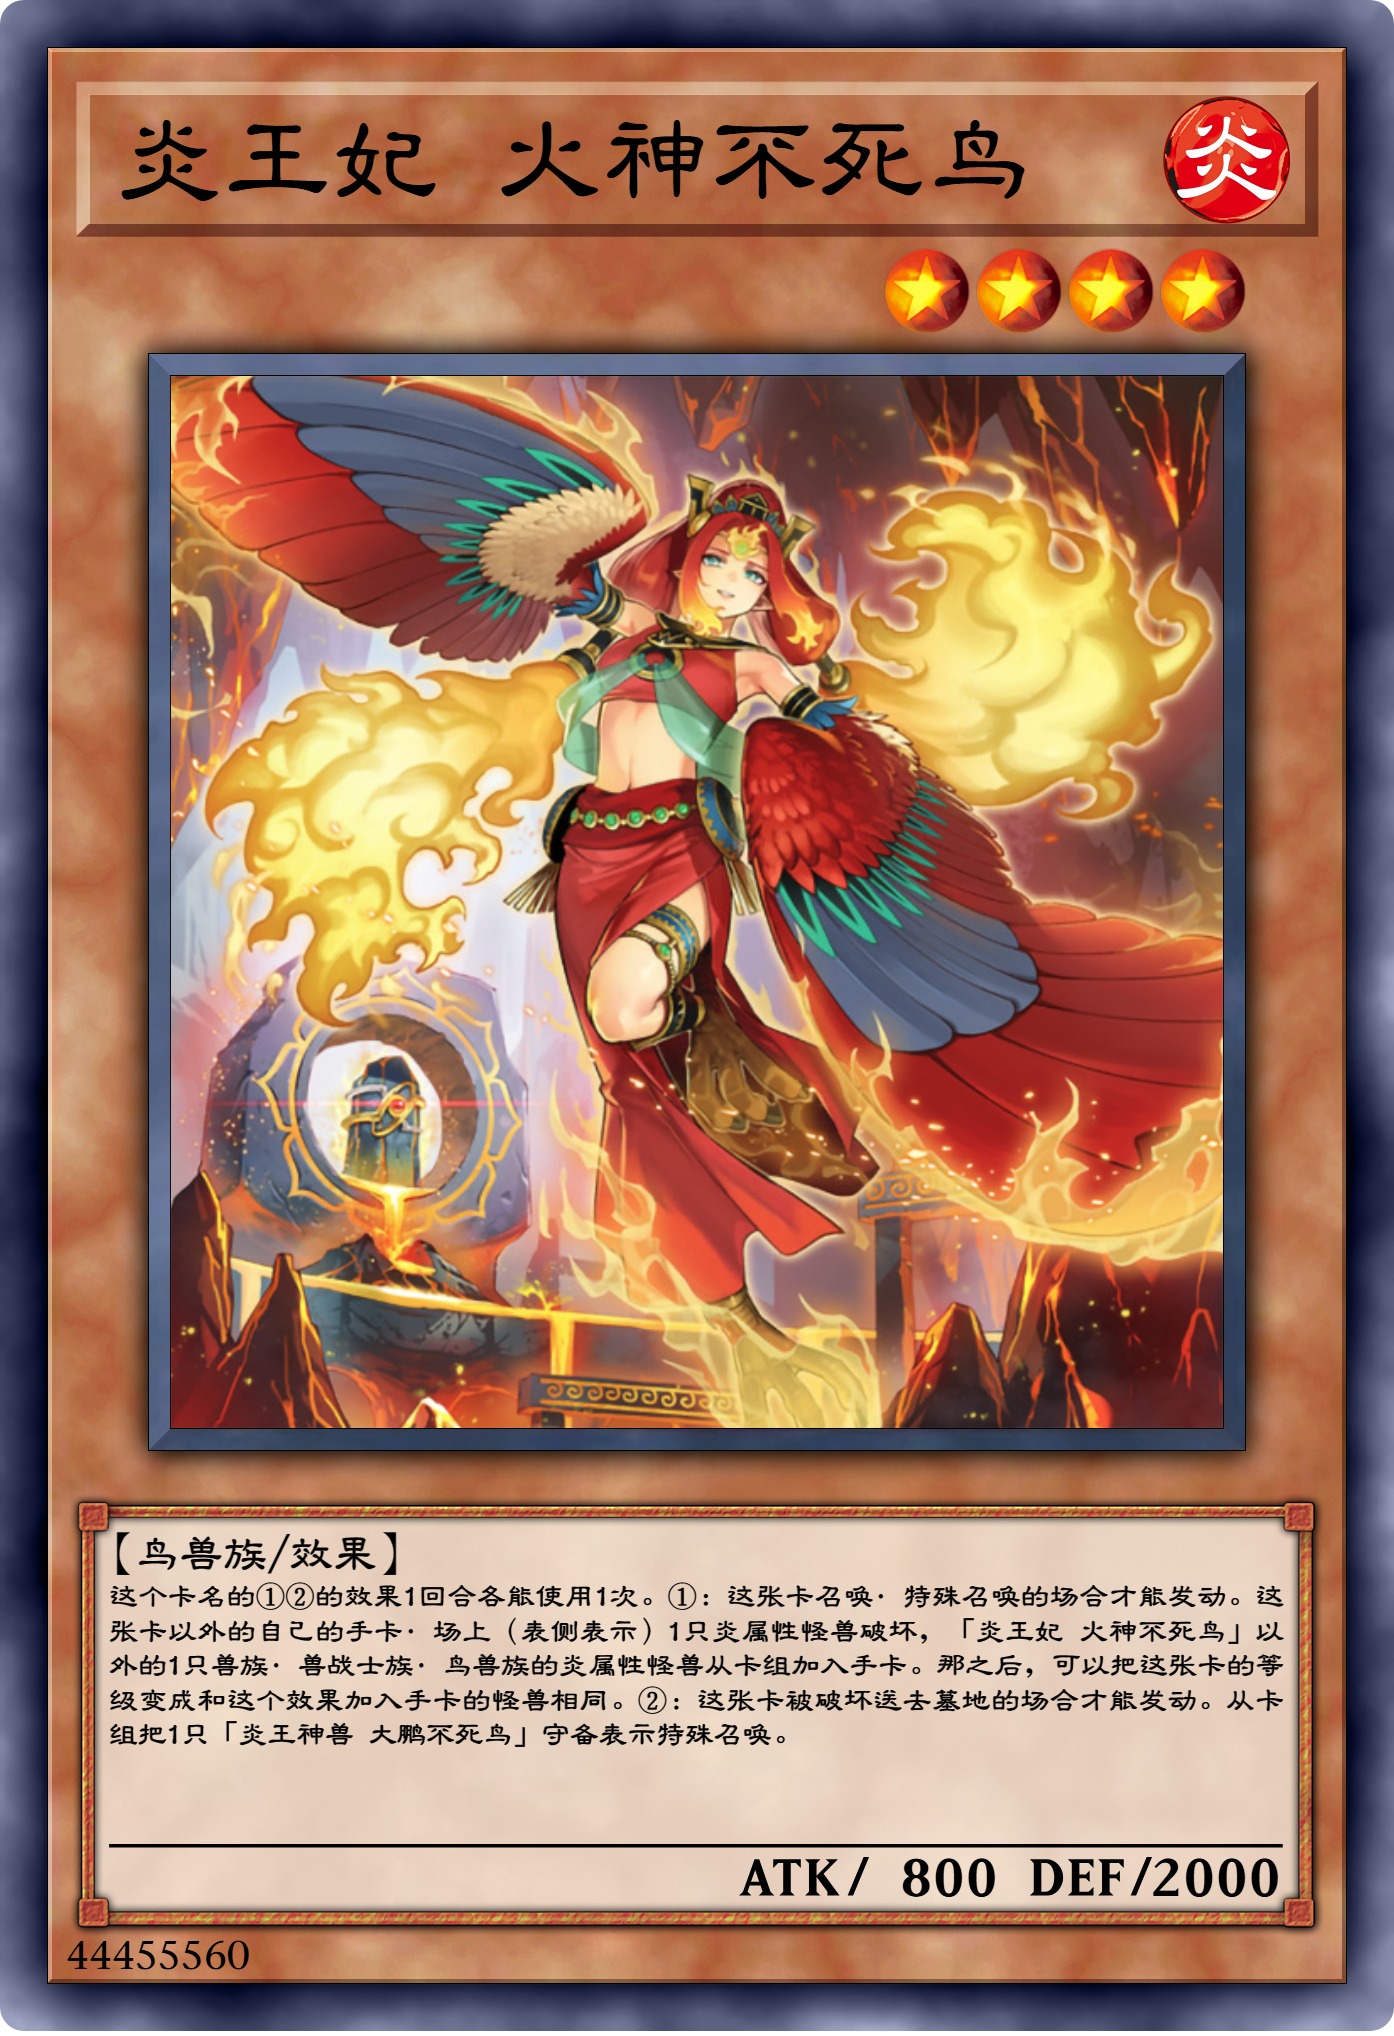 炎王妃 火神不死鸟
炎
【鸟兽族/效果】
这个卡名的①②的效果1回合各能使用1次。①：这张卡召唤·特殊召唤的场合才能发动。这
张卡以外的自己的手卡·场上（表侧表示）1只炎属性怪兽破坏，「炎王妃 火神不死鸟」以
外的1只兽族·兽战士族·鸟兽族的炎属性怪兽从卡组加入手卡。那之后，可以把这张卡的等
级变成和这个效果加入手卡的怪兽相同。②：这张卡被破坏送去墓地的场合才能发动。从卡
组把1只「炎王神兽 大鹏不死鸟」守备表示特殊召唤。
ATK/ 800 DEF/2000
44455560